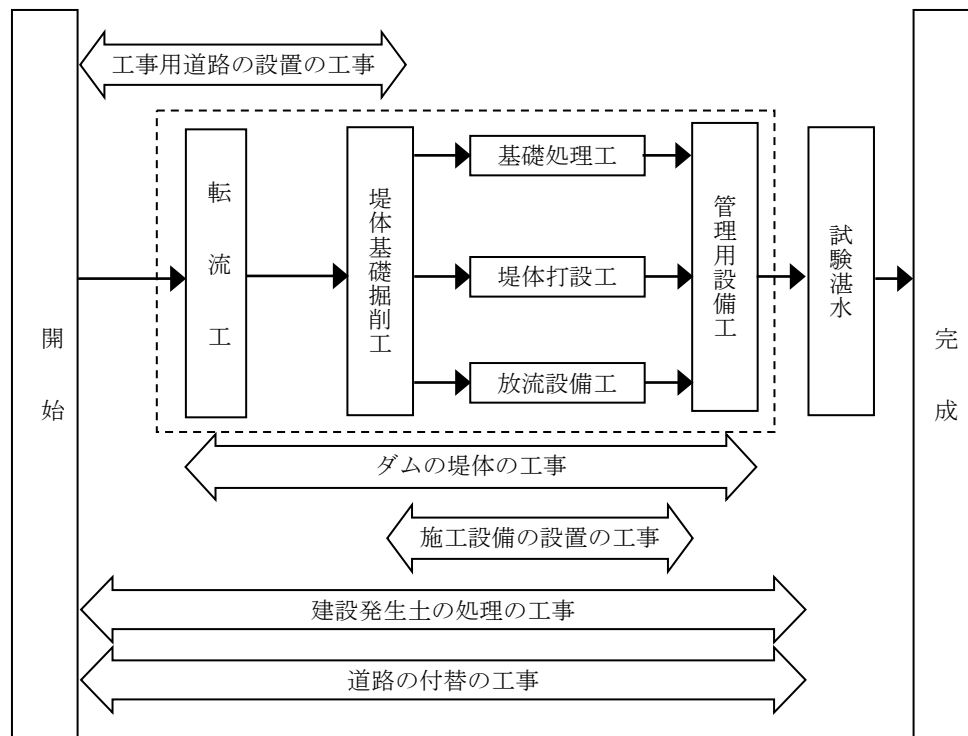 工事用道路の設置の工事
開始
転流工
堤体基礎掘削工
基礎処理工
堤体打設工
放流設備工
管理用設備工
試験湛水
完成
ダムの堤体の工事
施工設備の設置の工事
建設発生土の処理の工事
道路の付替の工事